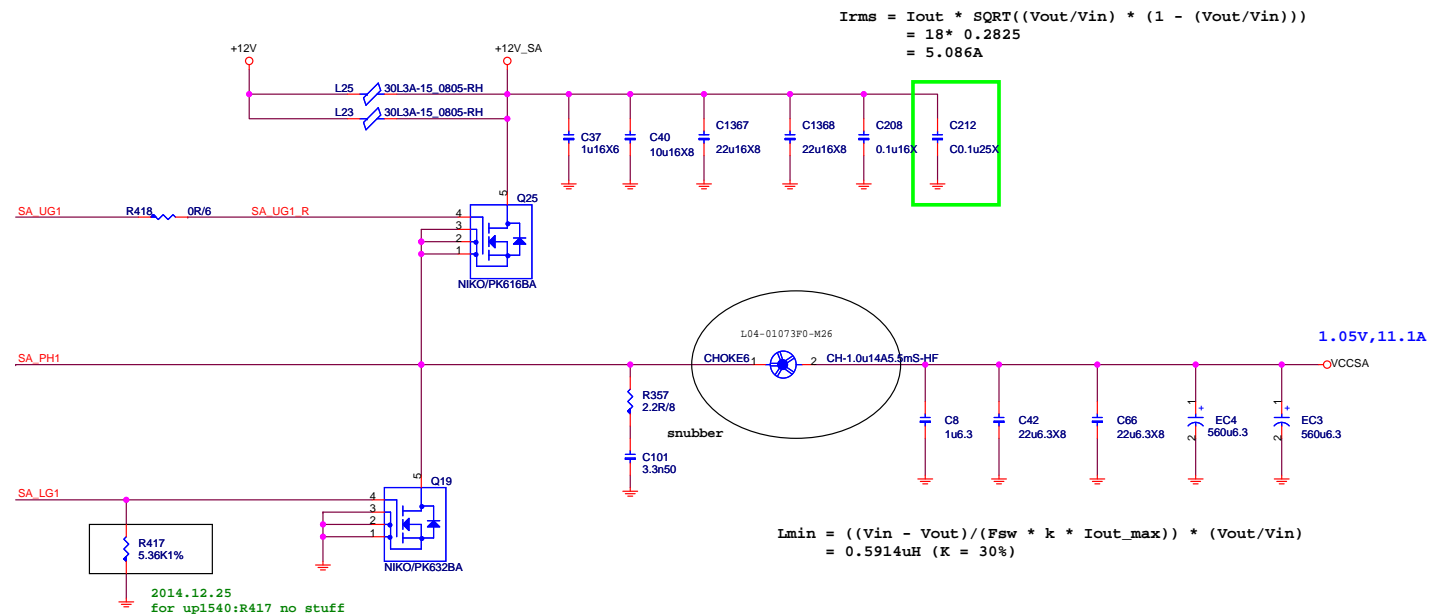 Irms = Iout * SQRT((Vout/Vin) * (1 - (Vout/Vin)))
= 18* 0.2825
= 5.086A
+12V
+12V_SA
L25
30L3A-15_0805-RH
L23
30L3A-15_0805-RH
C37
1u16X6
C40
10u16X8
C1367
22u16X8
C1368
22u16X8
C208
0.1u16X
C212
C0.1u25X
SA_UG1
R418
0R/6
SA_UG1_R
Q25
5
4
3
2
1
NIKO/PK616BA
L04-01073F0-M26
CHOKE6
1
2
CH-1.0u14A5.5mS-HF
1.05V,11.1A
VCCSA
SA_PH1
R357
2.2R/8
snubber
C101
3.3n50
C8
1u6.3
C42
22u6.3X8
C66
22u6.3X8
1
+
EC4
560u6.3
2
1
+
EC3
560u6.3
2
SA_LG1
Q19
5
4
3
2
1
NIKO/PK632BA
R417
5.36K1%
Lmin = ((Vin - Vout)/(Fsw * k * Iout_max)) * (Vout/Vin)
= 0.5914uH (K = 30%)
2014.12.25
for up1540:R417 no stuff